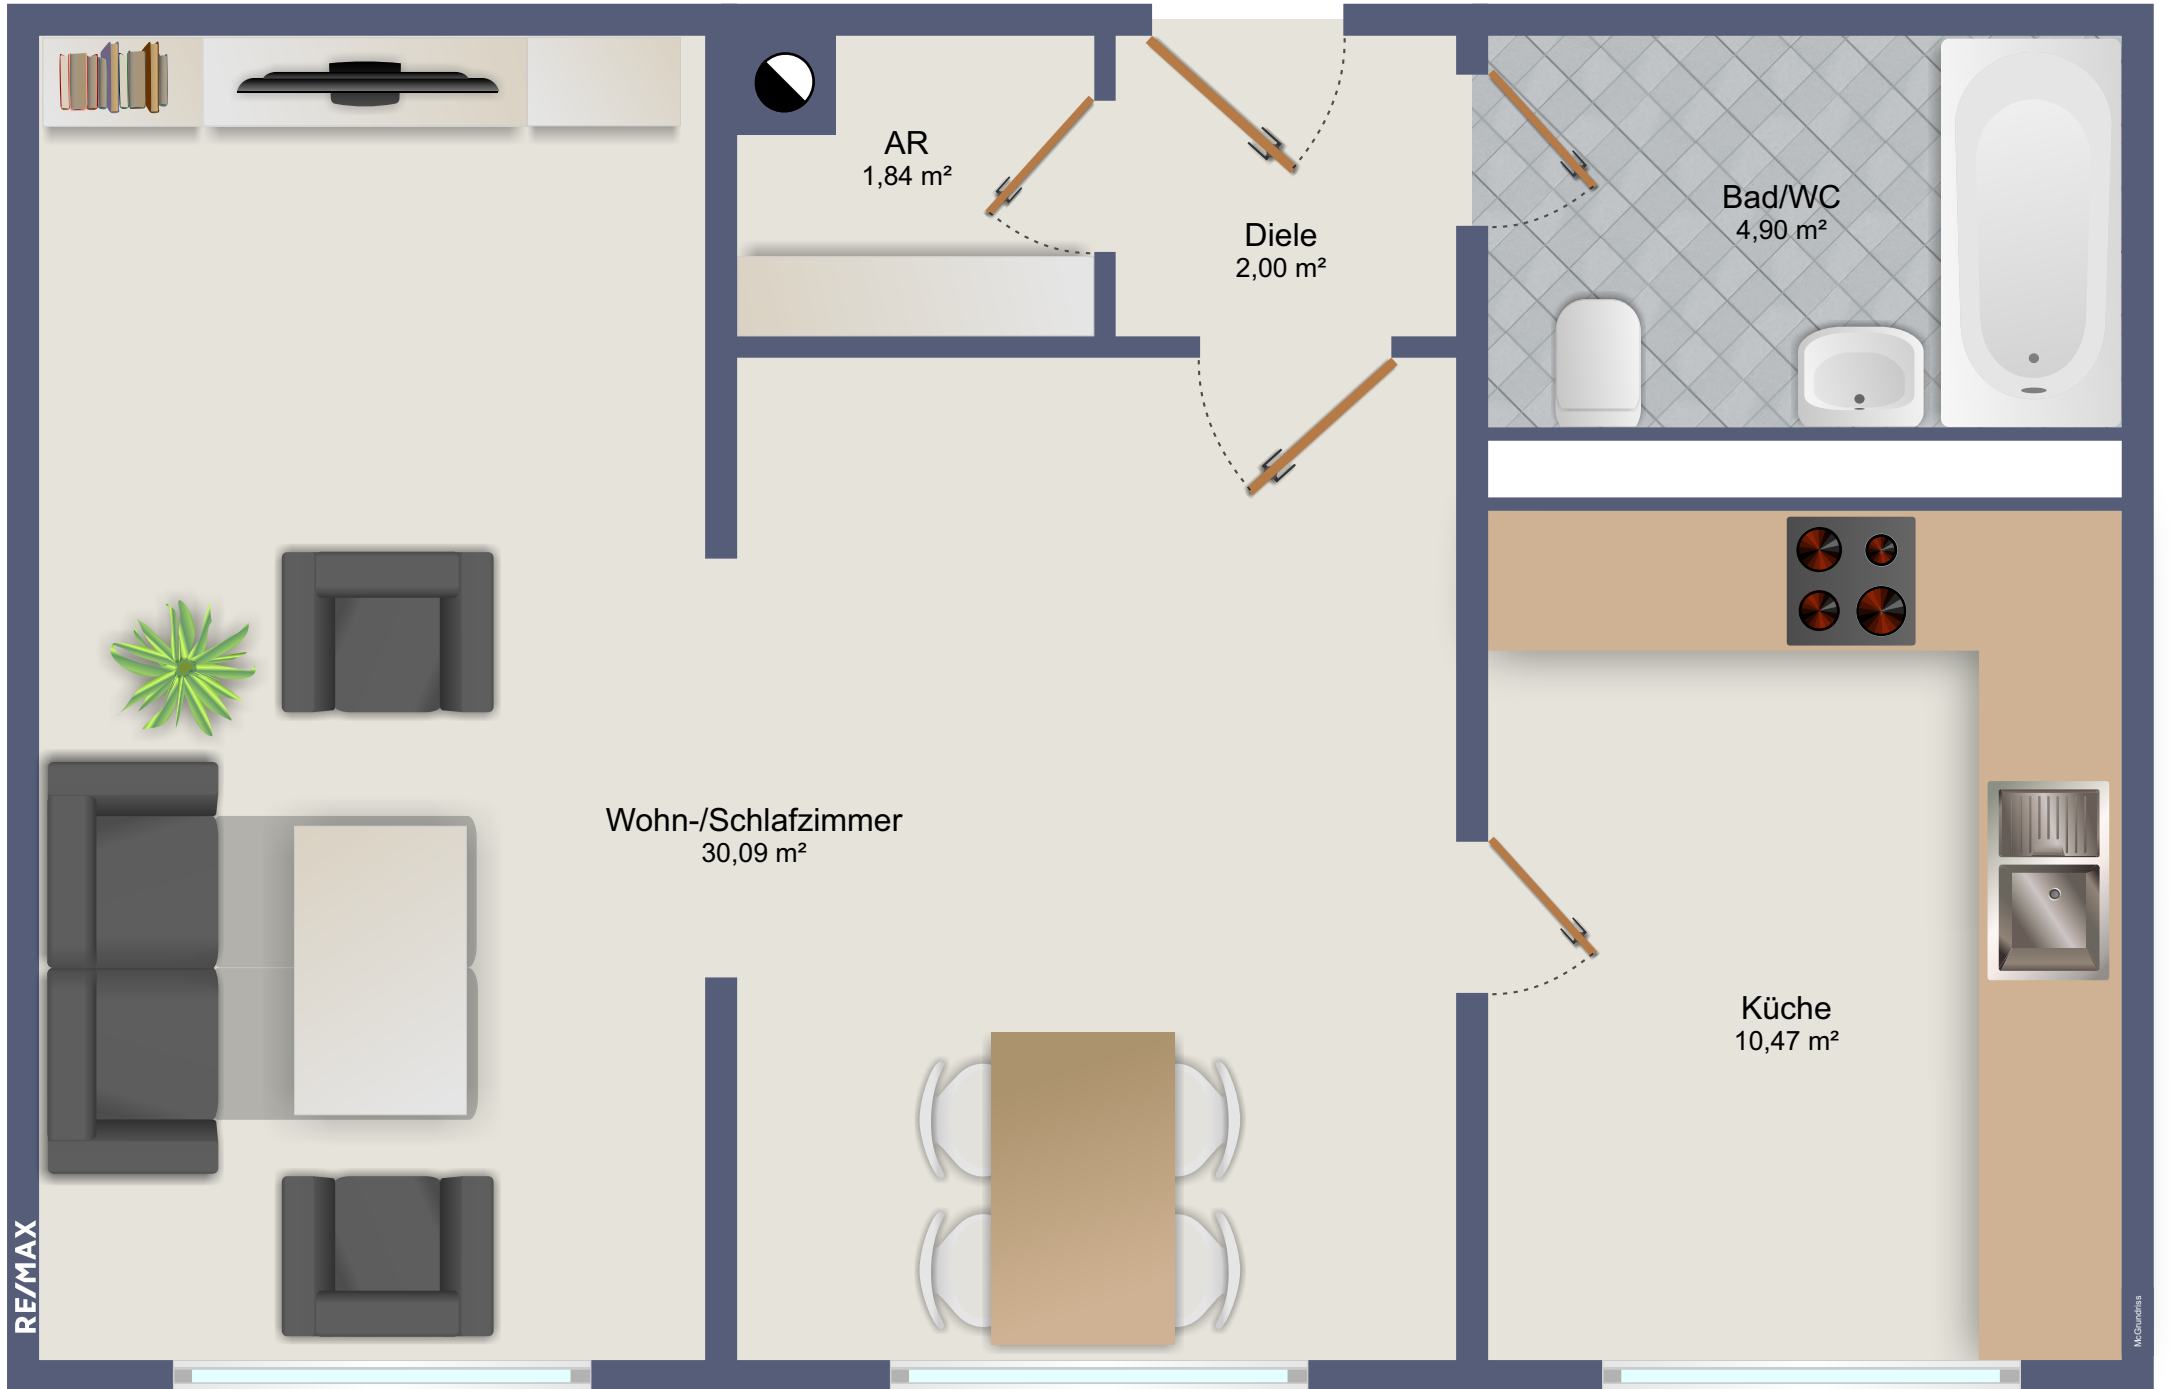 AR
1,84 m²
Diele
2,00 m²
Bad/WC
4,90 m²
Wohn-/Schlafzimmer
30,09 m²
Küche
10,47 m²
RE/MAX
McGrundriss